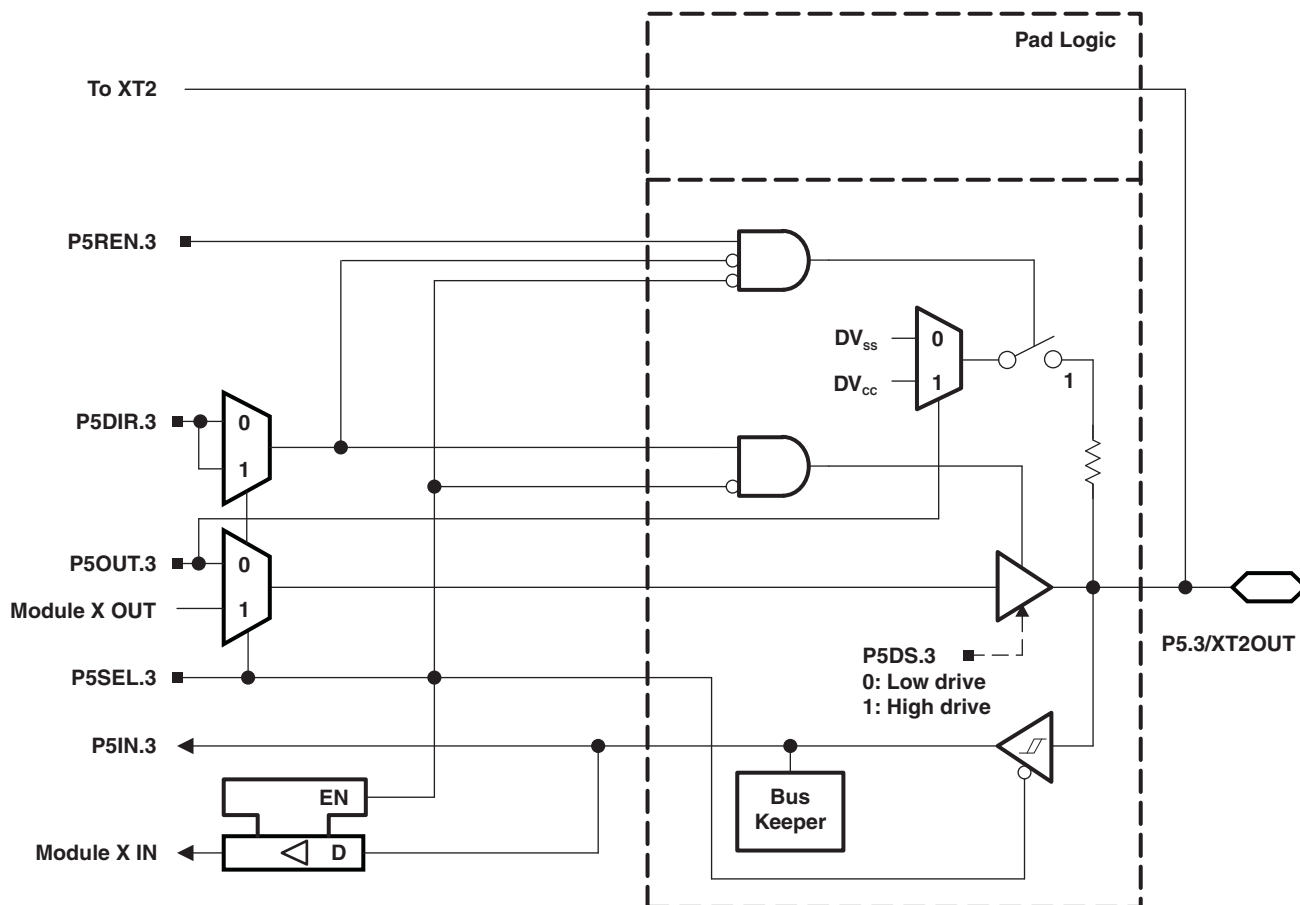 Pad Logic
To XT2
P5REN.3
DVss
0
DVcc
1
1
P5DIR.3
0
1
P5OUT.3
0
Module X OUT
1
P5DS.3
0: Low drive
1: High drive
P5.3/XT2OUT
P5SEL.3
P5IN.3
Bus
Keeper
EN
Module X IN
D